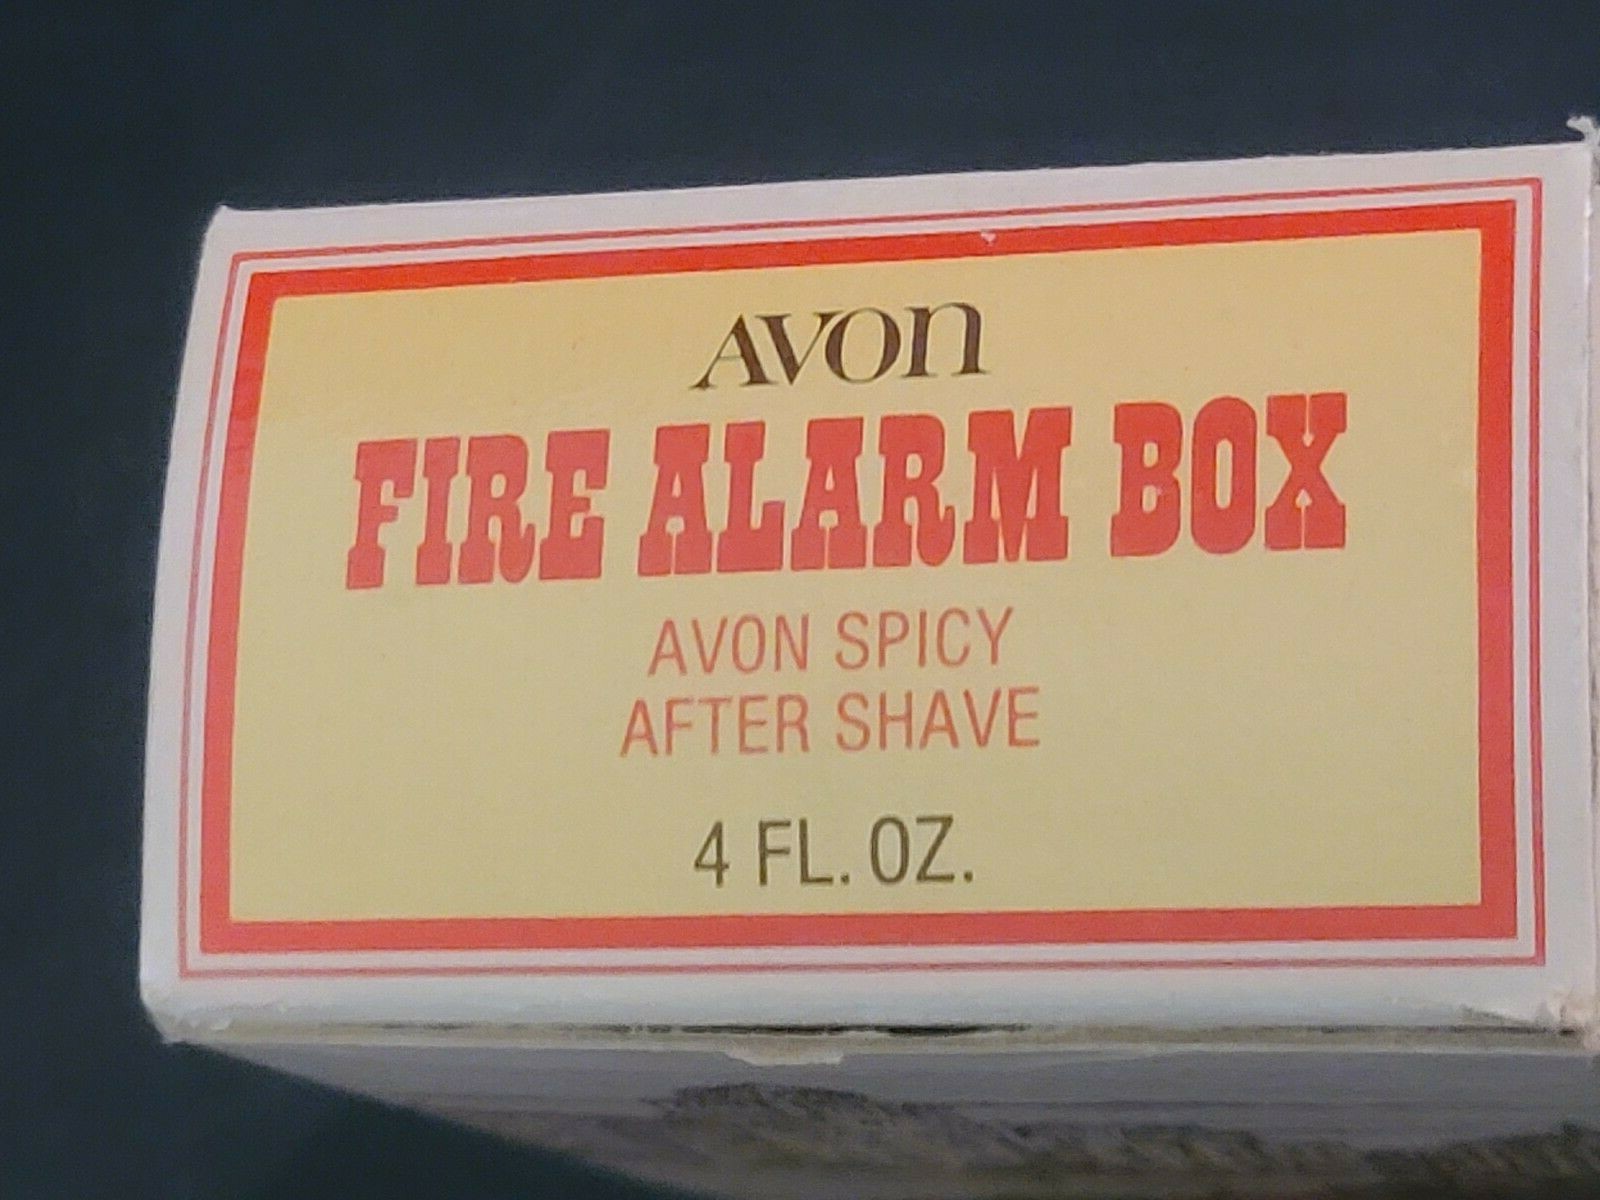 AVON
FIRE ALARM BOX
AVON SPICY
AFTER SHAVE
4 FL. OZ.